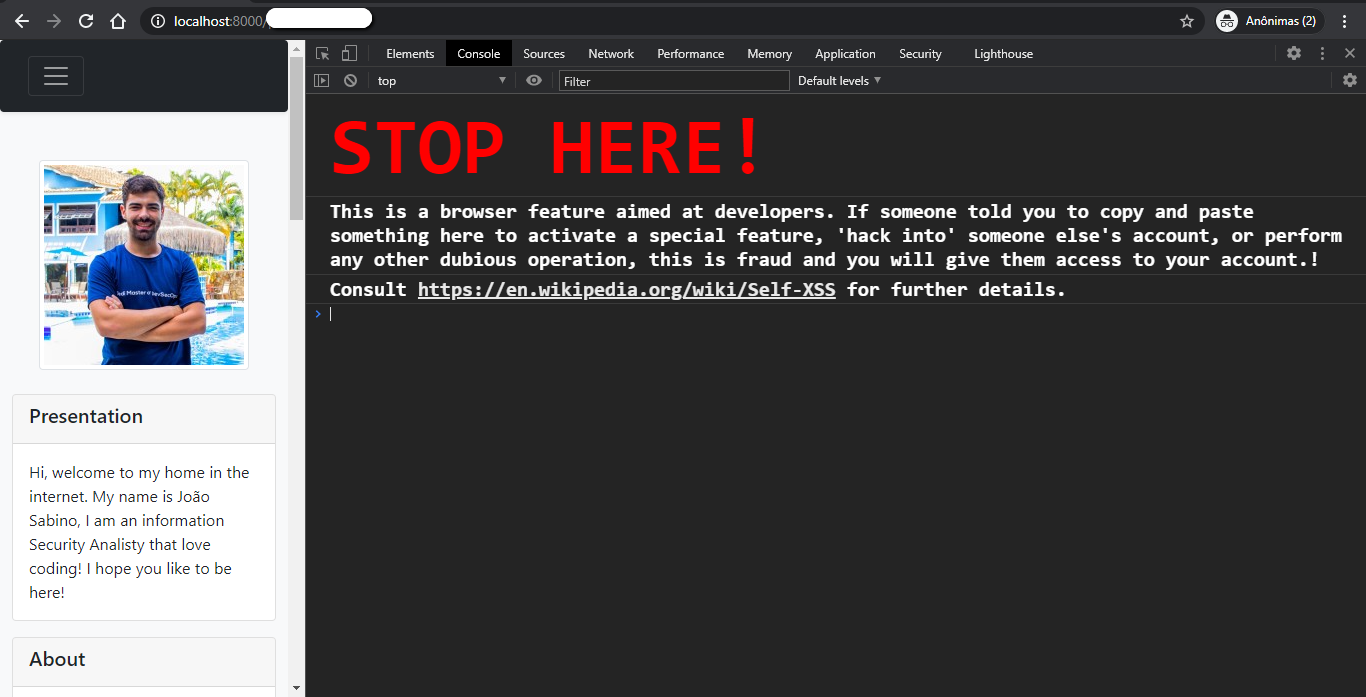 localhost:8000/
Anônimas (2)
Elements Console Sources Network Performance Memory Application Security Lighthouse
top Filter Default levels
STOP HERE!
This is a browser feature aimed at developers. If someone told you to copy and paste
something here to activate a special feature, 'hack into' someone else's account, or perform
any other dubious operation, this is fraud and you will give them access to your account.!
Consult https://en.wikipedia.org/wiki/Self-XSS for further details.
Presentation
Hi, welcome to my home in the
internet. My name is João
Sabino, I am an information
Security Analisty that love
coding! I hope you like to be
here!
About